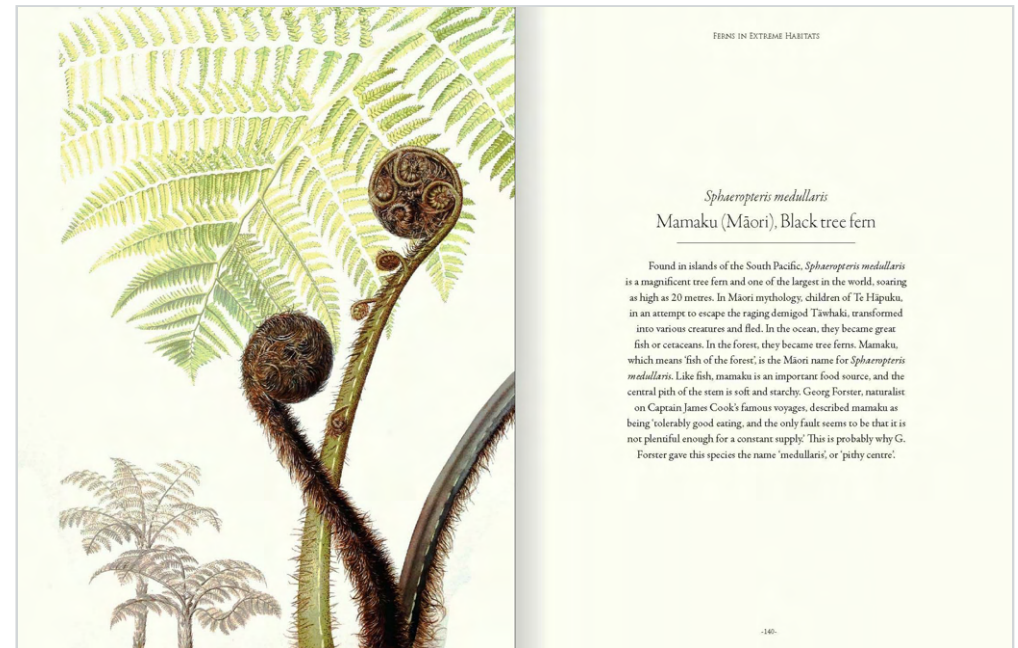 FERNS IN EXTREME HABITATS
Sphaeropteris medullaris
Mamaku (Māori), Black tree fern
Found in islands of the South Pacific, Sphaeropteris medullaris
is a magnificent tree fern and one of the largest in the world, soaring
as high as 20 metres. In Māori mythology, children of Te Hāpuku,
in an attempt to escape the raging demigod Tāwhaki, transformed
into various creatures and fled. In the ocean, they became great
fish or cetaceans. In the forest, they became tree ferns. Mamaku,
which means ‘fish of the forest’, is the Māori name for Sphaeropteris
medullaris. Like fish, mamaku is an important food source, and the
central pith of the stem is soft and starchy. Georg Forster, naturalist
on Captain James Cook’s famous voyages, described mamaku as
being ‘tolerably good eating, and the only fault seems to be that it is
not plentiful enough for a constant supply.’ This is probably why G.
Forster gave this species the name ‘medullaris’, or ‘pithy centre’.
-140-